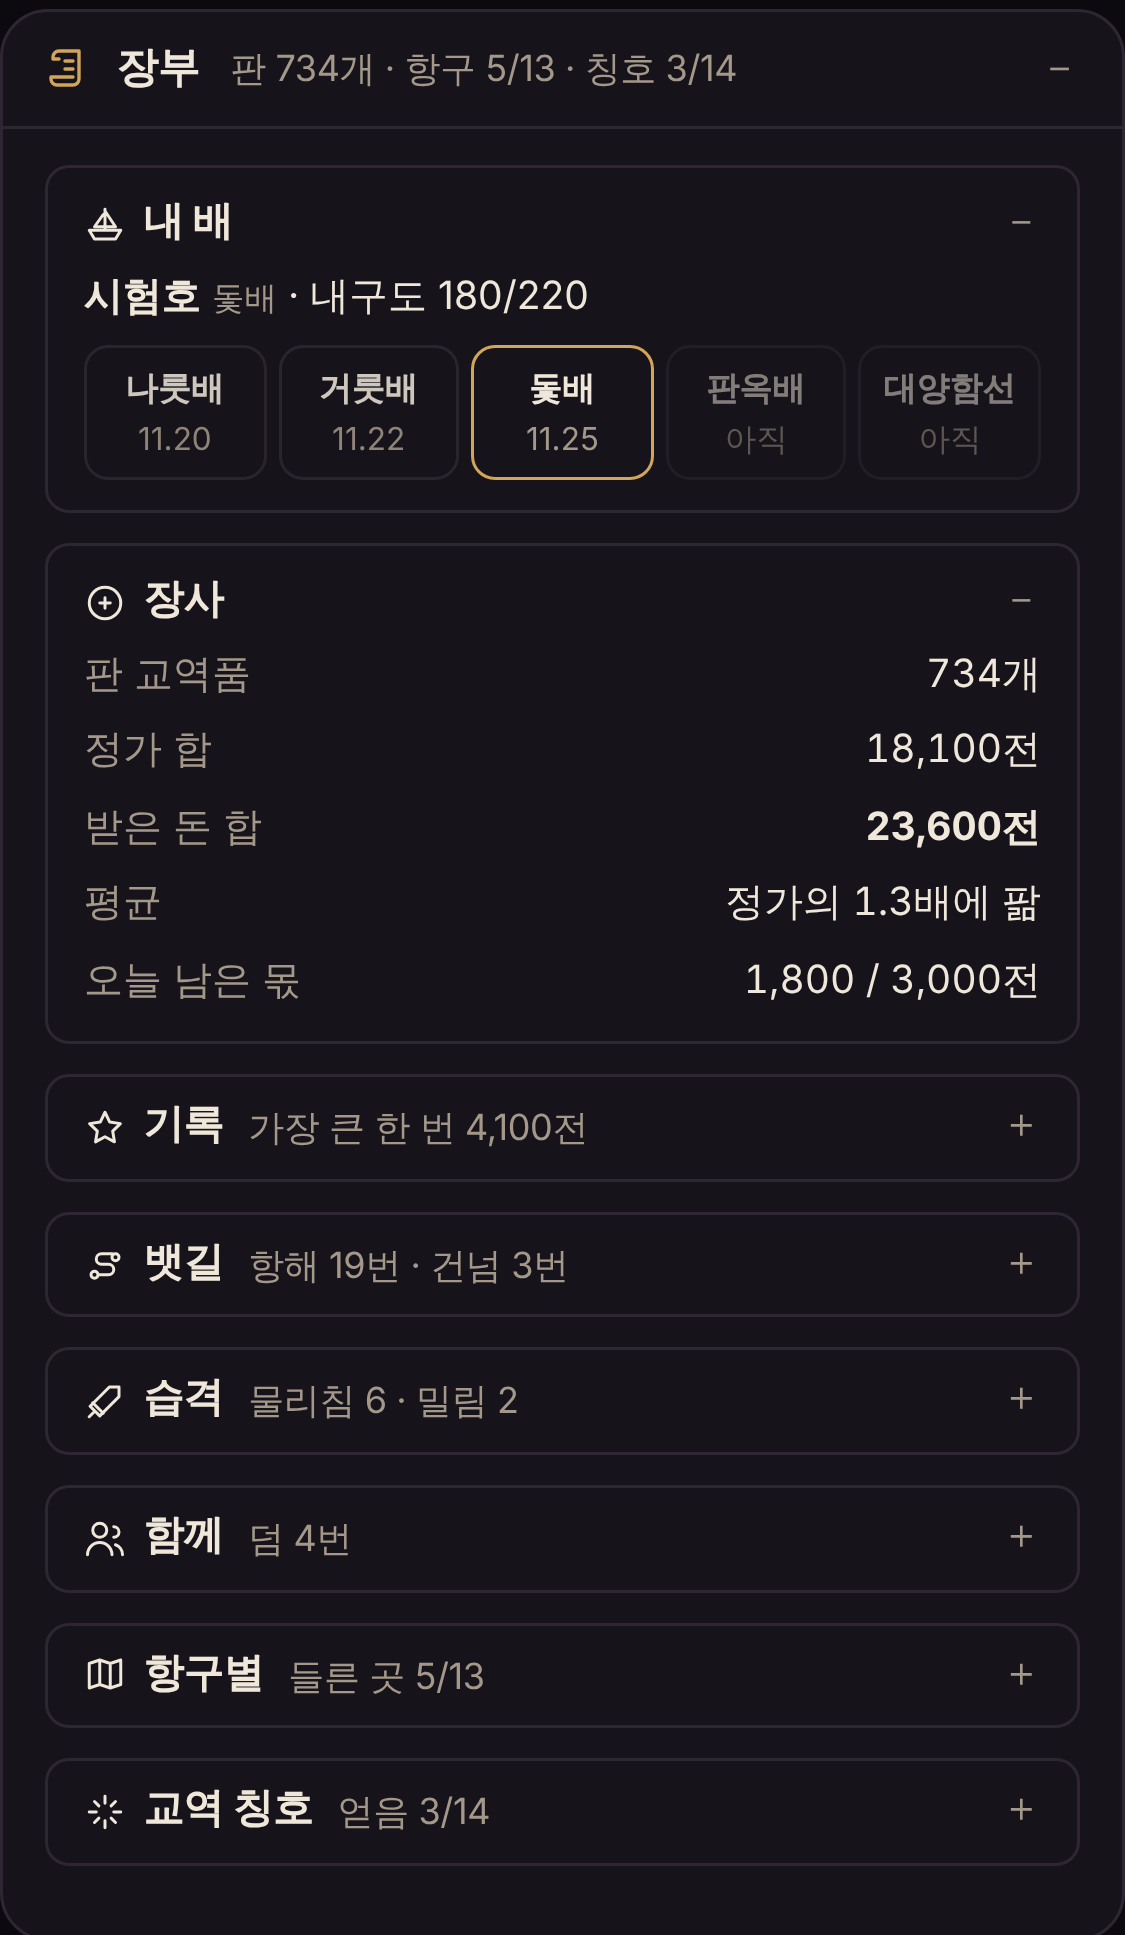 장부 판 734개 · 항구 5/13 · 칭호 3/14 −
내 배 −
시험호 돛배 · 내구도 180/220
나룻배 거룻배 돛배 판옥배 대양함선
11.20 11.22 11.25 아직 아직
장사 −
판 교역품 734개
정가 합 18,100전
받은 돈 합 23,600전
평균 정가의 1.3배에 팖
오늘 남은 몫 1,800 / 3,000전
기록 가장 큰 한 번 4,100전 +
뱃길 항해 19번 · 건넘 3번 +
습격 물리침 6 · 밀림 2 +
함께 덤 4번 +
항구별 들른 곳 5/13 +
교역 칭호 얻음 3/14 +